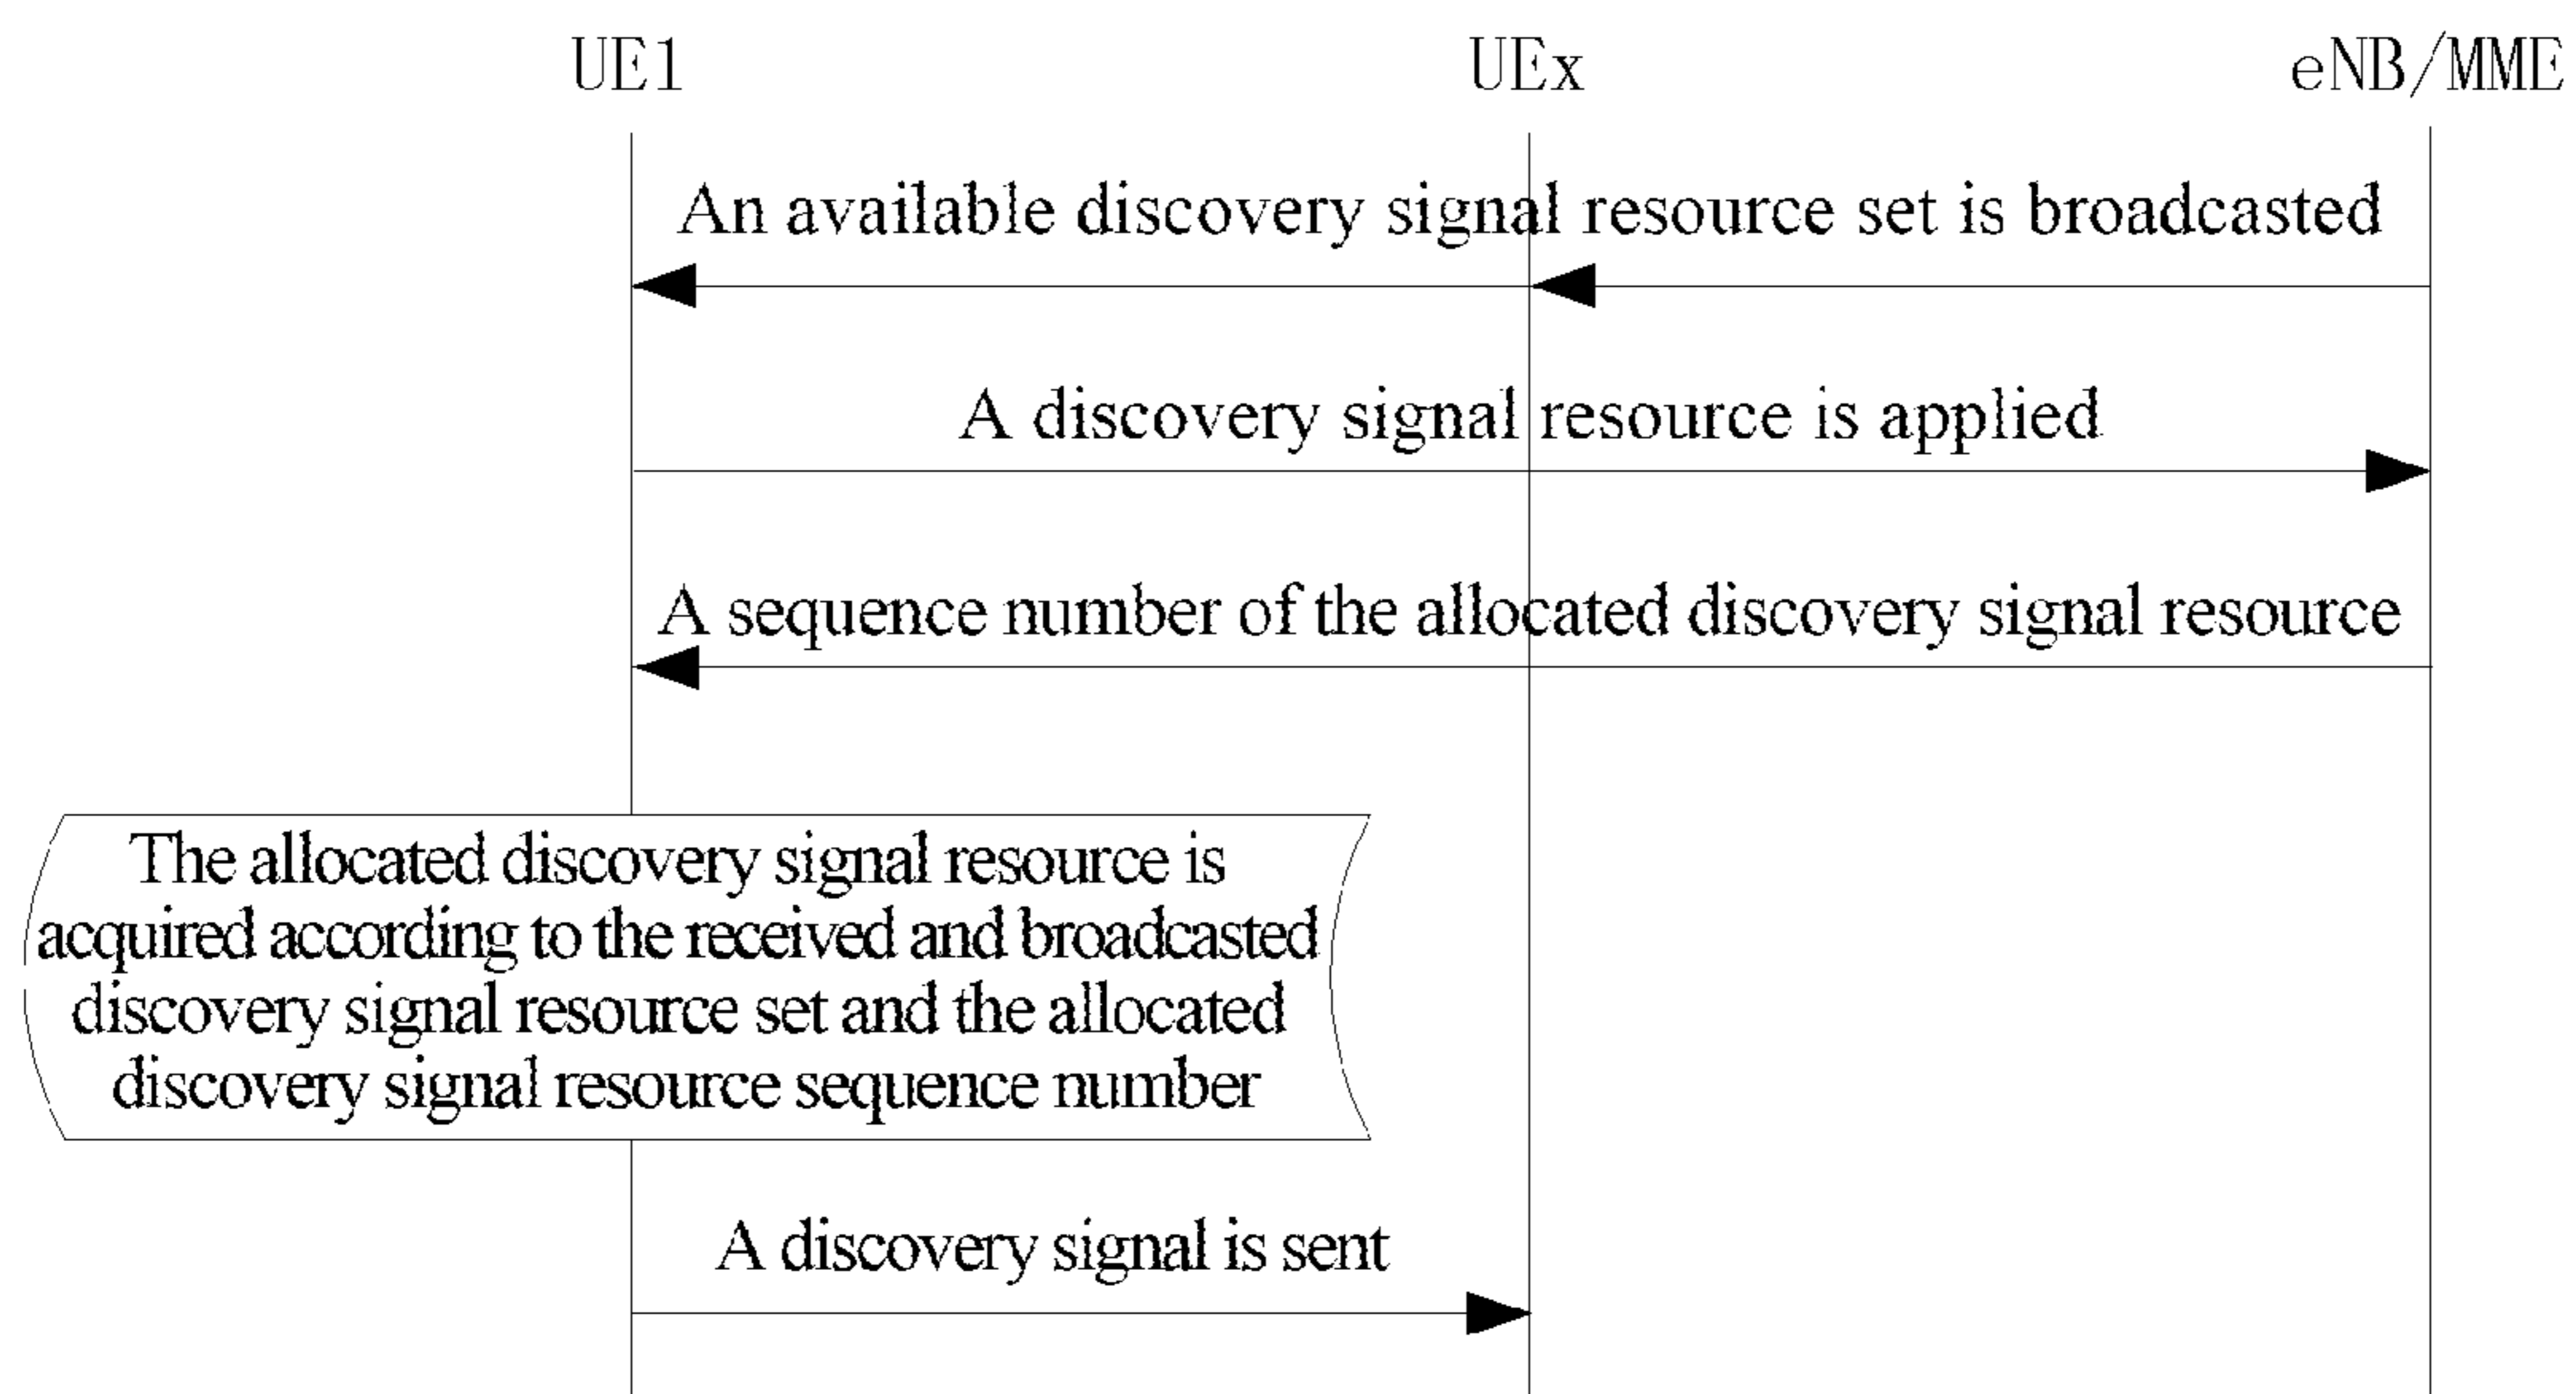 UE1 UEx eNB/MME
An available discovery signal resource set is broadcasted
A discovery signal resource is applied
A sequence number of the allocated discovery signal resource
The allocated discovery signal resource is
acquired according to the received and broadcasted
discovery signal resource set and the allocated
discovery signal resource sequence number
A discovery signal is sent